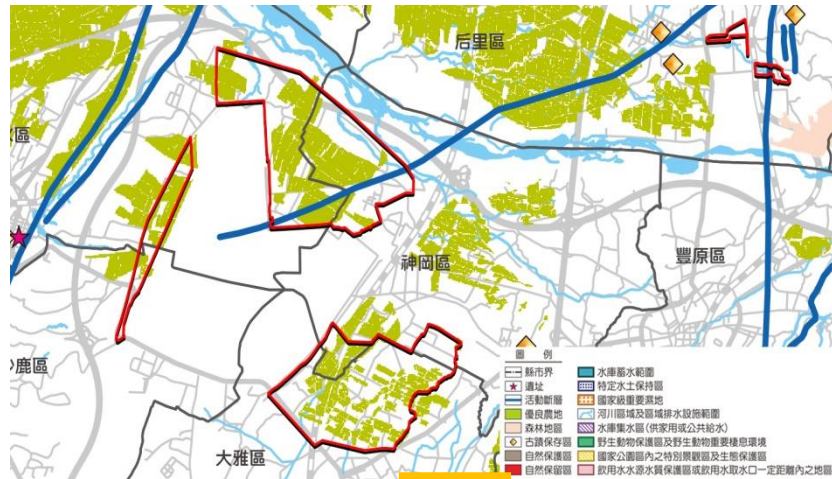 后里區
區
神岡區
豐原區
沙鹿區
大雅區
圖例
縣市界
遺址
活動斷層
優良農地
森林地區
古蹟保存區
自然保護區
自然保留區
水庫蓄水範圍
特定水土保持區
國家級重要濕地
河川區域及區域排水設施範圍
水庫集水區(供家用或公共給水)
野生動物保護區及野生動物重要棲息環境
國家公園區內之特別景觀區及生態保護區
飲用水水源水質保護區或飲用水取水口一定距離內之地區